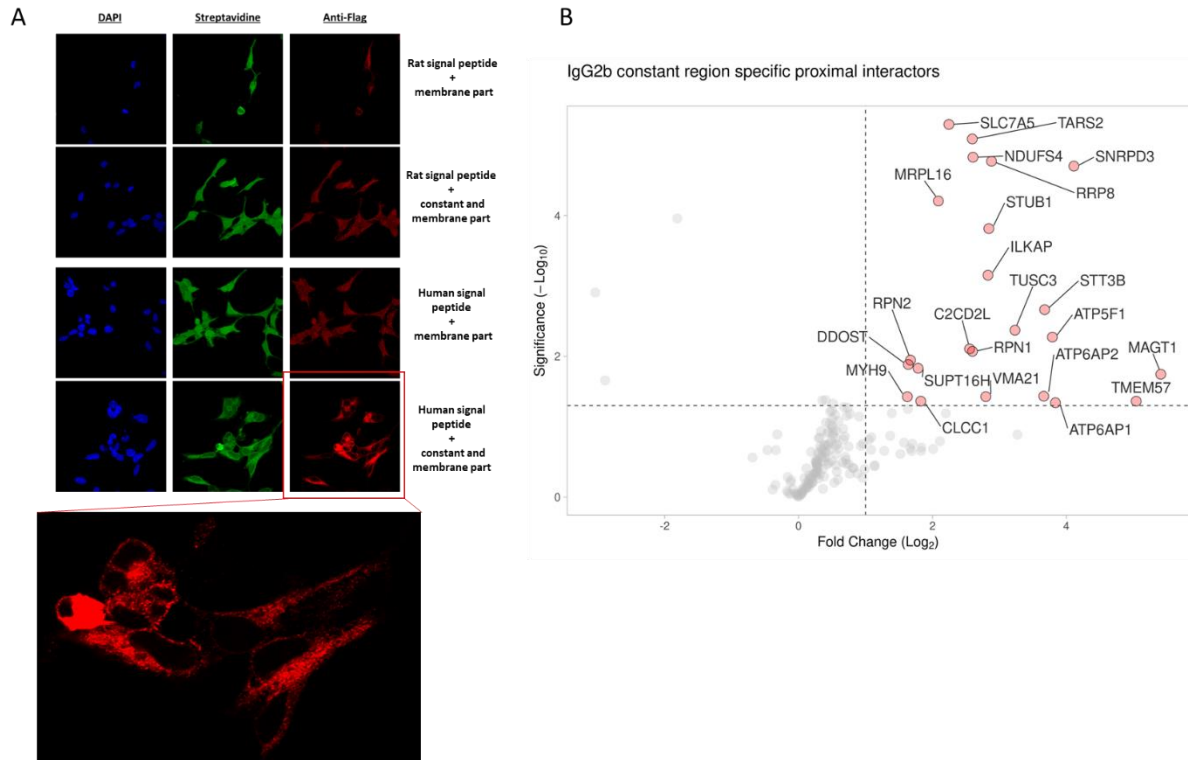 A
DAPI
Streptavidine
Anti-Flag
Rat signal peptide
+
membrane part
Rat signal peptide
+
constant and
membrane part
Human signal
peptide
+
membrane part
Human signal
peptide
+
constant and
membrane part
B
IgG2b constant region specific proximal interactors
Significance (− Log10)
4
2
0
-2
0
2
4
Fold Change (Log2)
SLC7A5
TARS2
NDUFS4
SNRPD3
MRPL16
RRP8
STUB1
ILKAP
TUSC3
STT3B
RPN2
C2CD2L
ATP5F1
DDOST
RPN1
ATP6AP2
MAGT1
MYH9
SUPT16H
VMA21
TMEM57
CLCC1
ATP6AP1